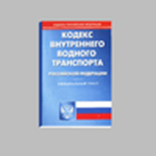 КОДЕКС
ВНУТРЕННЕГО
ВОДНОГО
ТРАНСПОРТА
РОССИЙСКОЙ ФЕДЕРАЦИИ